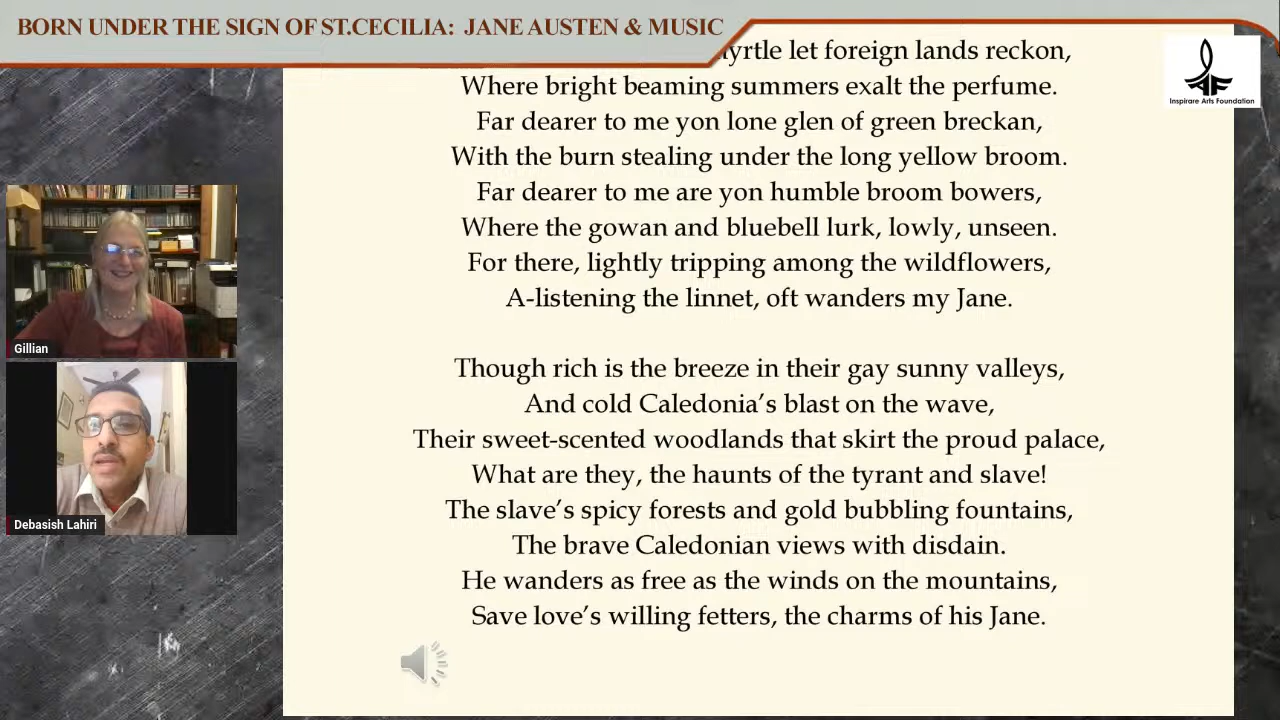 BORN UNDER THE SIGN OF ST.CECILIA: JANE AUSTEN & MUSIC
let foreign lands reckon,
Where bright beaming summers exalt the perfume.
Far dearer to me yon lone glen of green breckan,
With the burn stealing under the long yellow broom.
Far dearer to me are yon humble broom bowers,
Where the gowan and bluebell lurk, lowly, unseen.
For there, lightly tripping among the wildflowers,
A-listening the linnet, oft wanders my Jane.
Though rich is the breeze in their gay sunny valleys,
And cold Caledonia’s blast on the wave,
Their sweet-scented woodlands that skirt the proud palace,
What are they, the haunts of the tyrant and slave!
The slave’s spicy forests and gold bubbling fountains,
The brave Caledonian views with disdain.
He wanders as free as the winds on the mountains,
Save love’s willing fetters, the charms of his Jane.
Inspirare Arts Foundation
Gillian
Debasish Lahiri